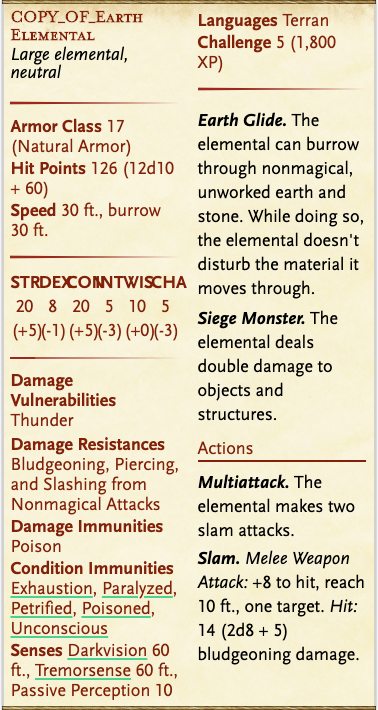 COPY_OF_Earth
Elemental
Large elemental,
neutral
Armor Class 17
(Natural Armor)
Hit Points 126 (12d10
+ 60)
Speed 30 ft., burrow
30 ft.
STR DEX CON INT WIS CHA
20 8 20 5 10 5
(+5) (-1) (+5) (-3) (+0) (-3)
Damage
Vulnerabilities
Thunder
Damage Resistances
Bludgeoning, Piercing,
and Slashing from
Nonmagical Attacks
Damage Immunities
Poison
Condition Immunities
Exhaustion, Paralyzed,
Petrified, Poisoned,
Unconscious
Senses Darkvision 60
ft., Tremorsense 60 ft.,
Passive Perception 10
Languages Terran
Challenge 5 (1,800
XP)
Earth Glide. The
elemental can burrow
through nonmagical,
unworked earth and
stone. While doing so,
the elemental doesn't
disturb the material it
moves through.
Siege Monster. The
elemental deals
double damage to
objects and
structures.
Actions
Multiattack. The
elemental makes two
slam attacks.
Slam. Melee Weapon
Attack: +8 to hit, reach
10 ft., one target. Hit:
14 (2d8 + 5)
bludgeoning damage.